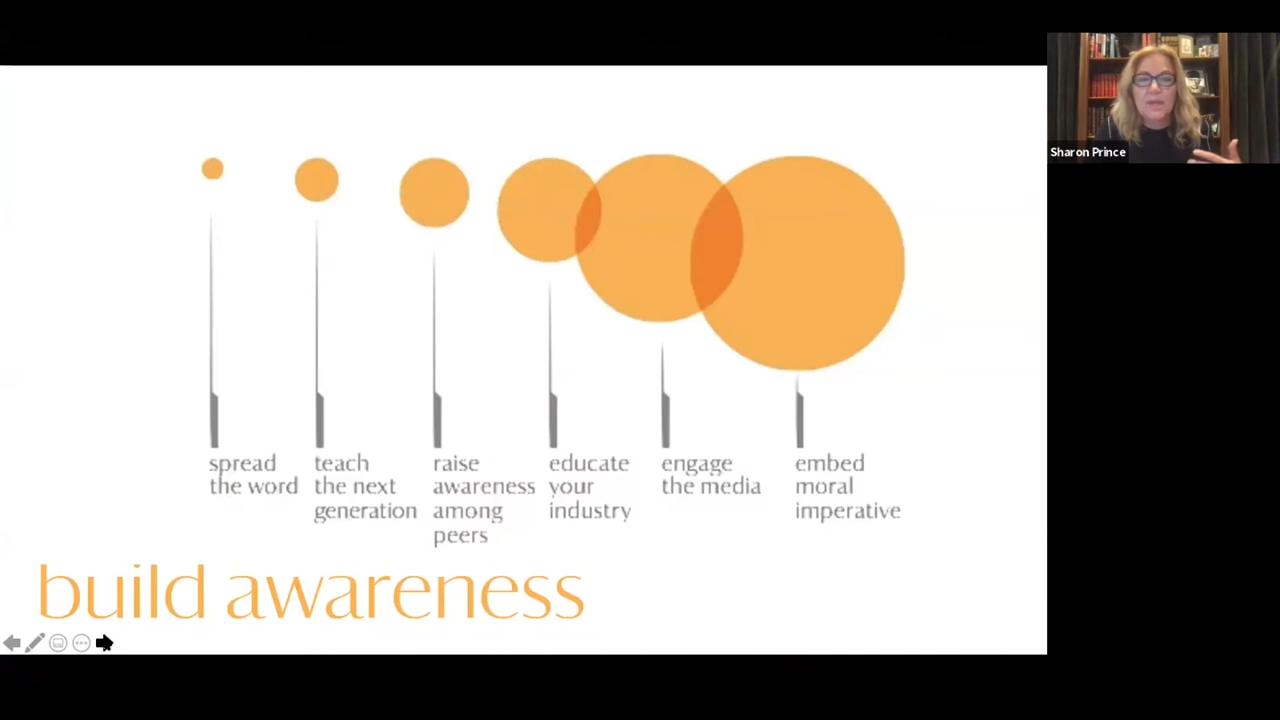 Sharon Prince
spread
the word
teach
the next
generation
raise
awareness
among
peers
educate
your
industry
engage
the media
embed
moral
imperative
build awareness